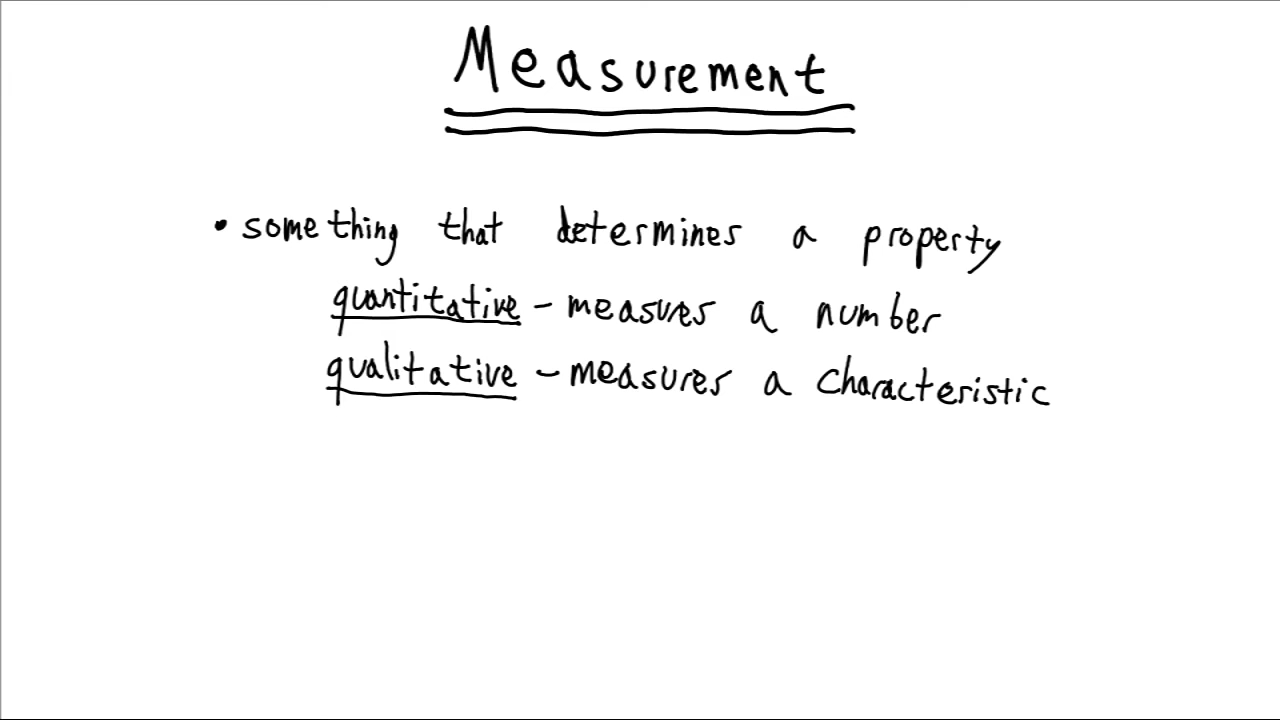 Measurement
• something that determines a property
quantitative – measures a number
qualitative – measures a characteristic